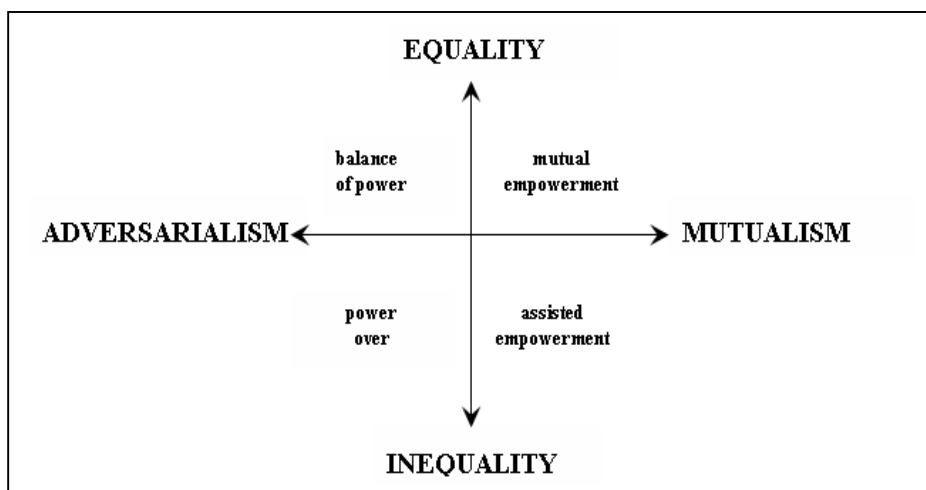 EQUALITY
balance
of power
mutual
empowerment
ADVERSARIALISM
MUTUALISM
power
over
assisted
empowerment
INEQUALITY